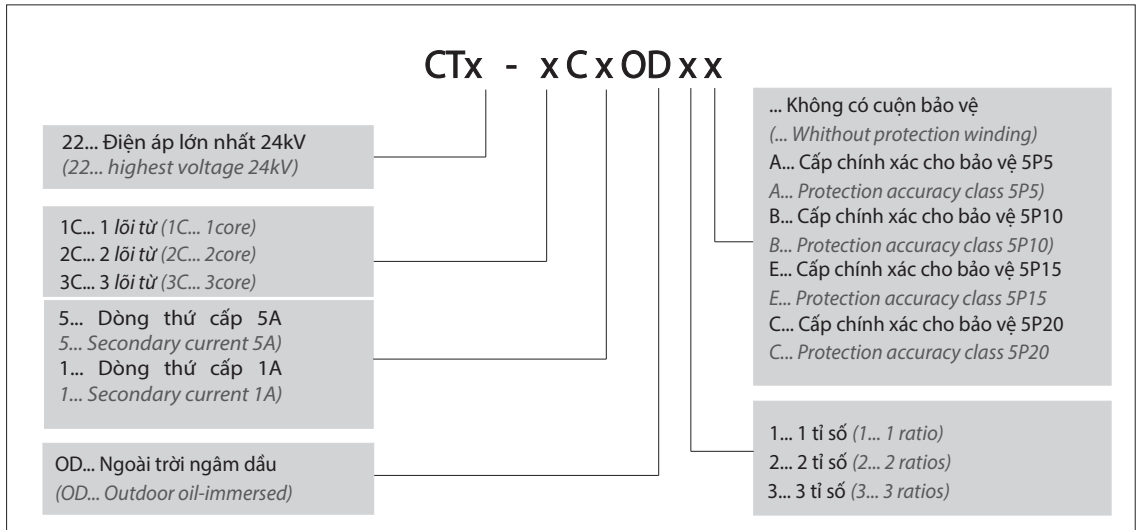 CTx - x C x OD x x
22... Điện áp lớn nhất 24kV
(22... highest voltage 24kV)
1C... 1 lõi từ (1C... 1core)
2C... 2 lõi từ (2C... 2core)
3C... 3 lõi từ (3C... 3core)
5... Dòng thứ cấp 5A
5... Secondary current 5A)
1... Dòng thứ cấp 1A
1... Secondary current 1A)
OD... Ngoài trời ngâm dầu
(OD... Outdoor oil-immersed)
... Không có cuộn bảo vệ
(... Whithout protection winding)
A... Cấp chính xác cho bảo vệ 5P5
A... Protection accuracy class 5P5)
B... Cấp chính xác cho bảo vệ 5P10
B... Protection accuracy class 5P10)
E... Cấp chính xác cho bảo vệ 5P15
E... Protection accuracy class 5P15
C... Cấp chính xác cho bảo vệ 5P20
C... Protection accuracy class 5P20
1... 1 tỉ số (1... 1 ratio)
2... 2 tỉ số (2... 2 ratios)
3... 3 tỉ số (3... 3 ratios)